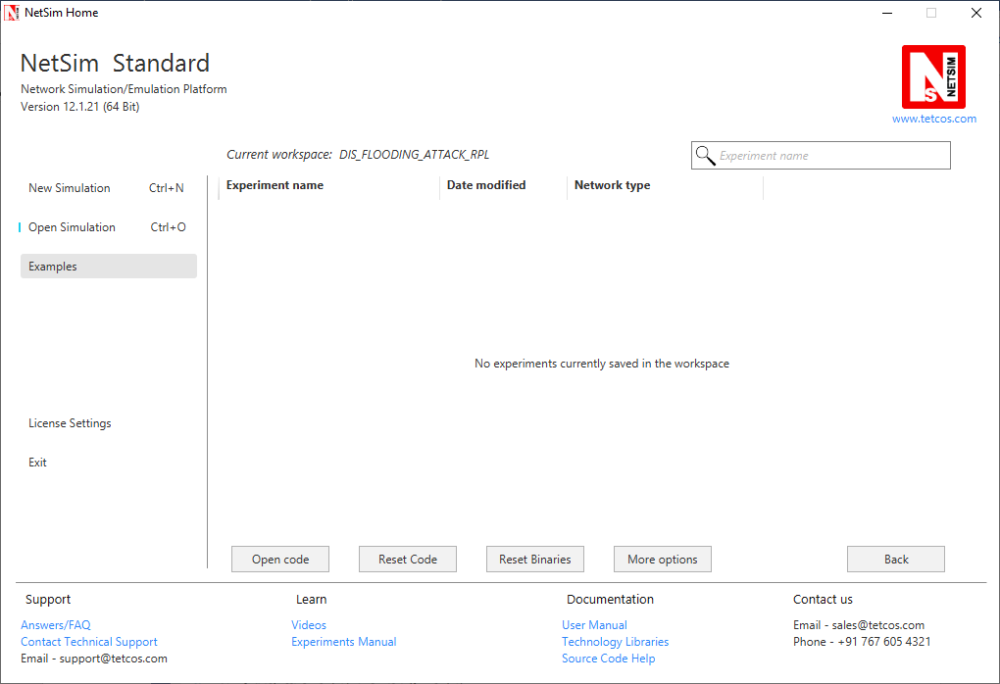 NetSim Home
NetSim Standard
Network Simulation/Emulation Platform
Version 12.1.21 (64 Bit)
NS NETSIM
www.tetcos.com
Current workspace: DIS_FLOODING_ATTACK_RPL
Experiment name
New Simulation Ctrl+N
Open Simulation Ctrl+O
Examples
License Settings
Exit
Experiment name Date modified Network type
No experiments currently saved in the workspace
Open code Reset Code Reset Binaries More options Back
Support
Answers/FAQ
Contact Technical Support
Email - support@tetcos.com
Learn
Videos
Experiments Manual
Documentation
User Manual
Technology Libraries
Source Code Help
Contact us
Email - sales@tetcos.com
Phone - +91 767 605 4321